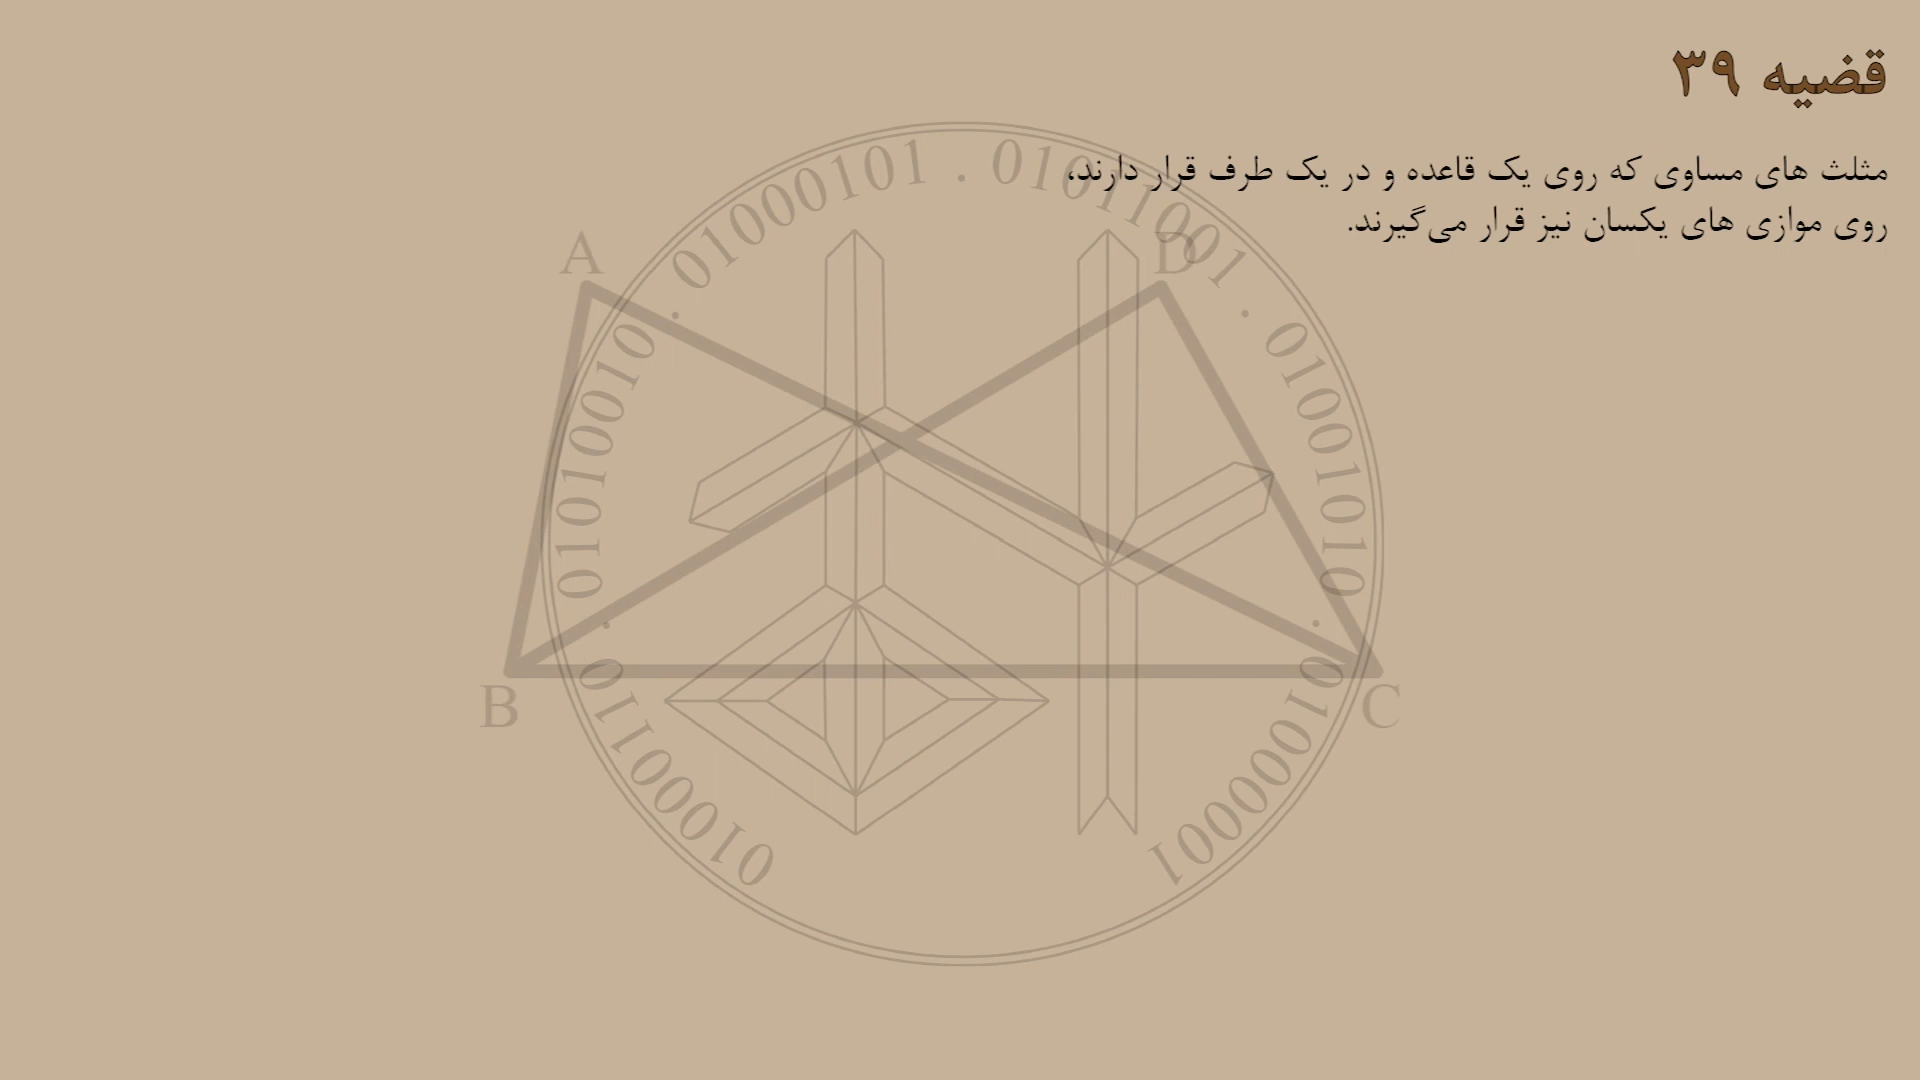 قضیه ۳۹
مثلث های مساوی که روی یک قاعده و در یک طرف قرار دارند،
روی موازی های یکسان نیز قرار می‌گیرند.
A
D
B
C
01000110 . 01010010 . 01000101 . 01011001 . 01001010 . 01000001